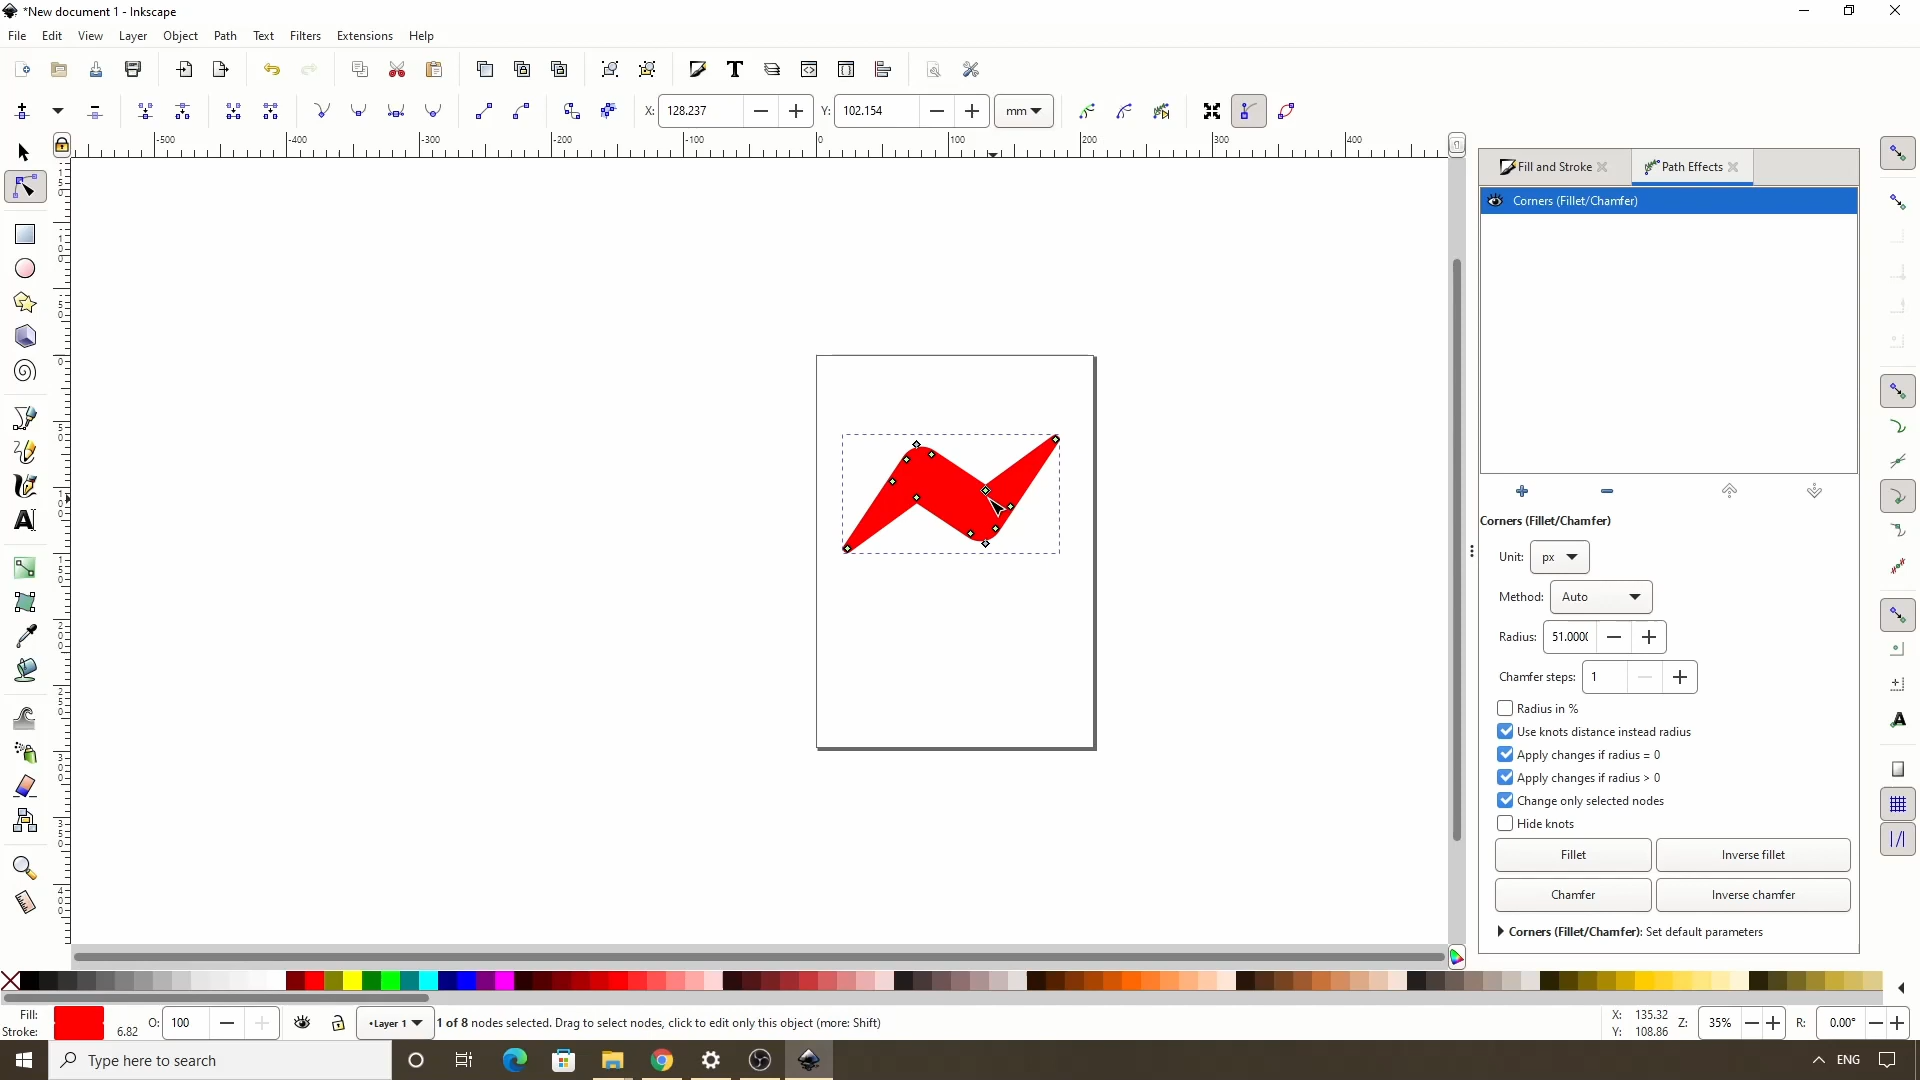 *New document 1 - Inkscape
File Edit View Layer Object Path Text Filters Extensions Help
X: 128.237 Y: 102.154 mm
-500 -400 -300 -200 -100 0 100 200 300 400
Fill and Stroke Path Effects
Corners (Fillet/Chamfer)
Corners (Fillet/Chamfer)
Unit: px
Method: Auto
Radius: 51.000
Chamfer steps: 1
Radius in %
Use knots distance instead radius
Apply changes if radius = 0
Apply changes if radius > 0
Change only selected nodes
Hide knots
Fillet Inverse fillet
Chamfer Inverse chamfer
Corners (Fillet/Chamfer): Set default parameters
Fill:
Stroke: 6.82 O: 100 •Layer 1 1 of 8 nodes selected. Drag to select nodes, click to edit only this object (more: Shift)
X: 135.32
Y: 108.86 Z: 35% R: 0.00°
Type here to search ENG